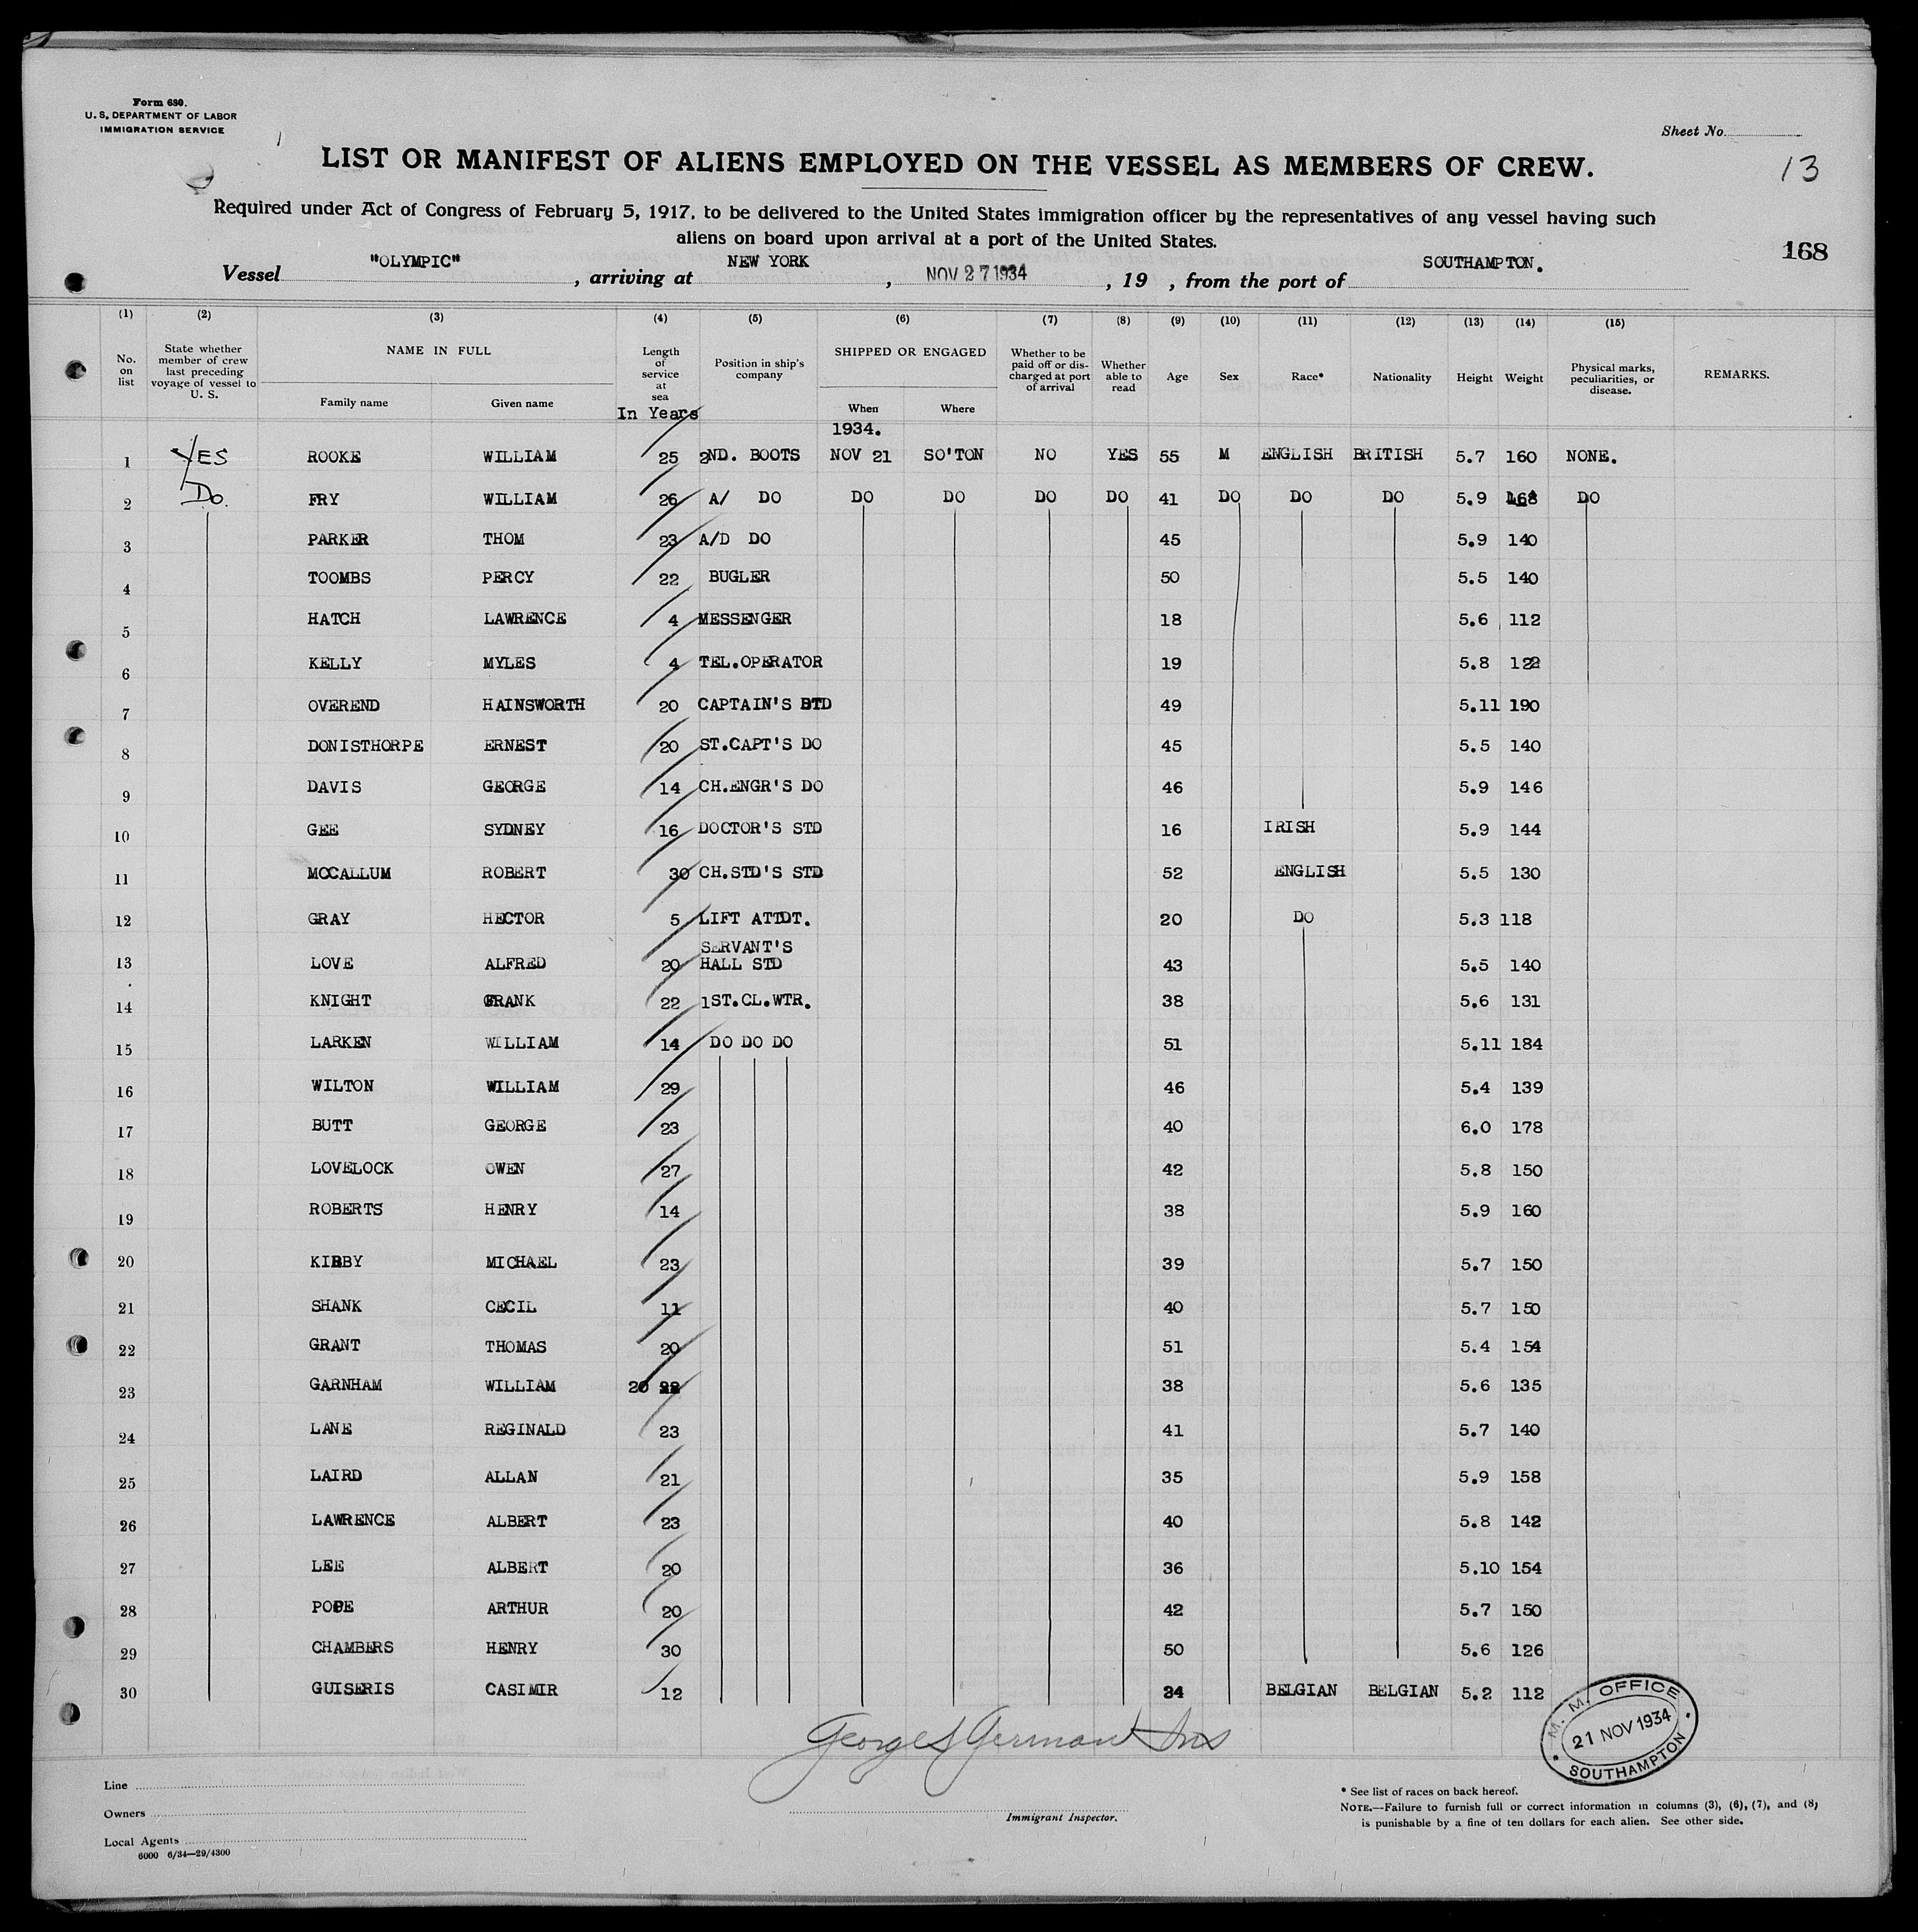 Form 680.
U. S. DEPARTMENT OF LABOR
IMMIGRATION SERVICE
Sheet No.
13
LIST OR MANIFEST OF ALIENS EMPLOYED ON THE VESSEL AS MEMBERS OF CREW.
Required under Act of Congress of February 5, 1917, to be delivered to the United States immigration officer by the representatives of any vessel having such
aliens on board upon arrival at a port of the United States.
168
Vessel "OLYMPIC", arriving at NEW YORK, NOV 27 1934, 19 , from the port of SOUTHAMPTON.
(1) (2) (3) (4) (5) (6) (7) (8) (9) (10) (11) (12) (13) (14) (15)
No. on list
State whether member of crew last preceding voyage of vessel to U. S.
NAME IN FULL
Family name Given name
Length of service at sea
In Years
Position in ship's company
SHIPPED OR ENGAGED
When Where
1934.
Whether to be paid off or discharged at port of arrival
Whether able to read
Age
Sex
Race*
Nationality
Height
Weight
Physical marks, peculiarities, or disease.
REMARKS.
1 YES ROOKE WILLIAM 25 2ND. BOOTS NOV 21 SO'TON NO YES 55 M ENGLISH BRITISH 5.7 160 NONE.
2 Do. FRY WILLIAM 26 A/ DO DO DO DO DO 41 DO DO DO 5.9 168 DO
3 PARKER THOM 23 A/D DO 45 5.9 140
4 TOOMBS PERCY 22 BUGLER 50 5.5 140
5 HATCH LAWRENCE 4 MESSENGER 18 5.6 112
6 KELLY MYLES 4 TEL.OPERATOR 19 5.8 122
7 OVEREND HAINSWORTH 20 CAPTAIN'S STD 49 5.11 190
8 DONISTHORPE ERNEST 20 ST.CAPT'S DO 45 5.5 140
9 DAVIS GEORGE 14 CH.ENGR'S DO 46 5.9 146
10 GEE SYDNEY 16 DOCTOR'S STD 16 IRISH 5.9 144
11 MCCALLUM ROBERT 30 CH.STD'S STD 52 ENGLISH 5.5 130
12 GRAY HECTOR 5 LIFT ATTDT. 20 DO 5.3 118
13 LOVE ALFRED 20 SERVANT'S HALL STD 43 5.5 140
14 KNIGHT FRANK 22 1ST.CL.WTR. 38 5.6 131
15 LARKEN WILLIAM 14 DO DO DO 51 5.11 184
16 WILTON WILLIAM 29 46 5.4 139
17 BUTT GEORGE 23 40 6.0 178
18 LOVELOCK OWEN 27 42 5.8 150
19 ROBERTS HENRY 14 38 5.9 160
20 KIBBY MICHAEL 23 39 5.7 150
21 SHANK CECIL 11 40 5.7 150
22 GRANT THOMAS 20 51 5.4 154
23 GARNHAM WILLIAM 20 38 5.6 135
24 LANE REGINALD 23 41 5.7 140
25 LAIRD ALLAN 21 35 5.9 158
26 LAWRENCE ALBERT 23 40 5.8 142
27 LEE ALBERT 20 36 5.10 154
28 POPE ARTHUR 20 42 5.7 150
29 CHAMBERS HENRY 30 50 5.6 126
30 GUISERIS CASIMIR 12 34 BELGIAN BELGIAN 5.2 112
M. M. OFFICE
21 NOV 1934
SOUTHAMPTON
Line
Owners
Local Agents
6000 6/34—29/4300
Immigrant Inspector.
* See list of races on back hereof.
NOTE.—Failure to furnish full or correct information in columns (3), (6), (7), and (8)
is punishable by a fine of ten dollars for each alien. See other side.